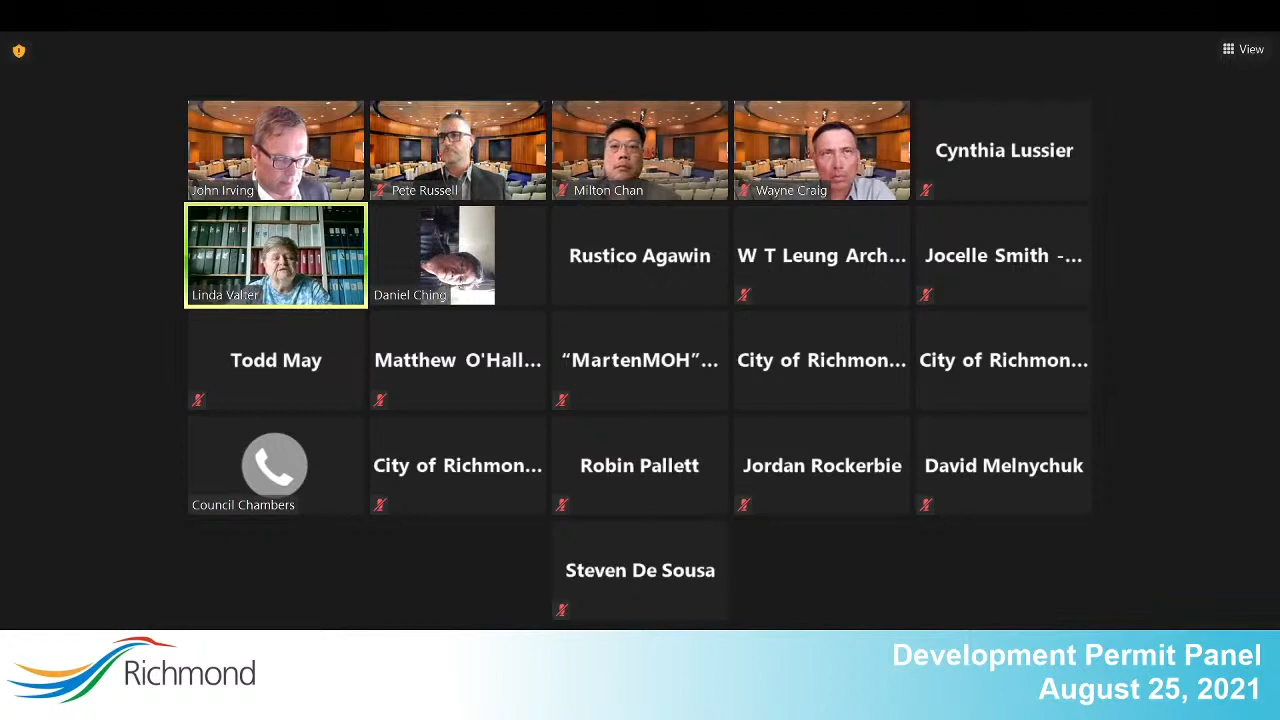 View
John Irving
Pete Russell
Milton Chan
Wayne Craig
Cynthia Lussier
Linda Valter
Daniel Ching
Rustico Agawin
W T Leung Arch...
Jocelle Smith -...
Todd May
Matthew O'Hall...
“MartenMOH”...
City of Richmon...
City of Richmon...
Council Chambers
City of Richmon...
Robin Pallett
Jordan Rockerbie
David Melnychuk
Steven De Sousa
Richmond
Development Permit Panel
August 25, 2021